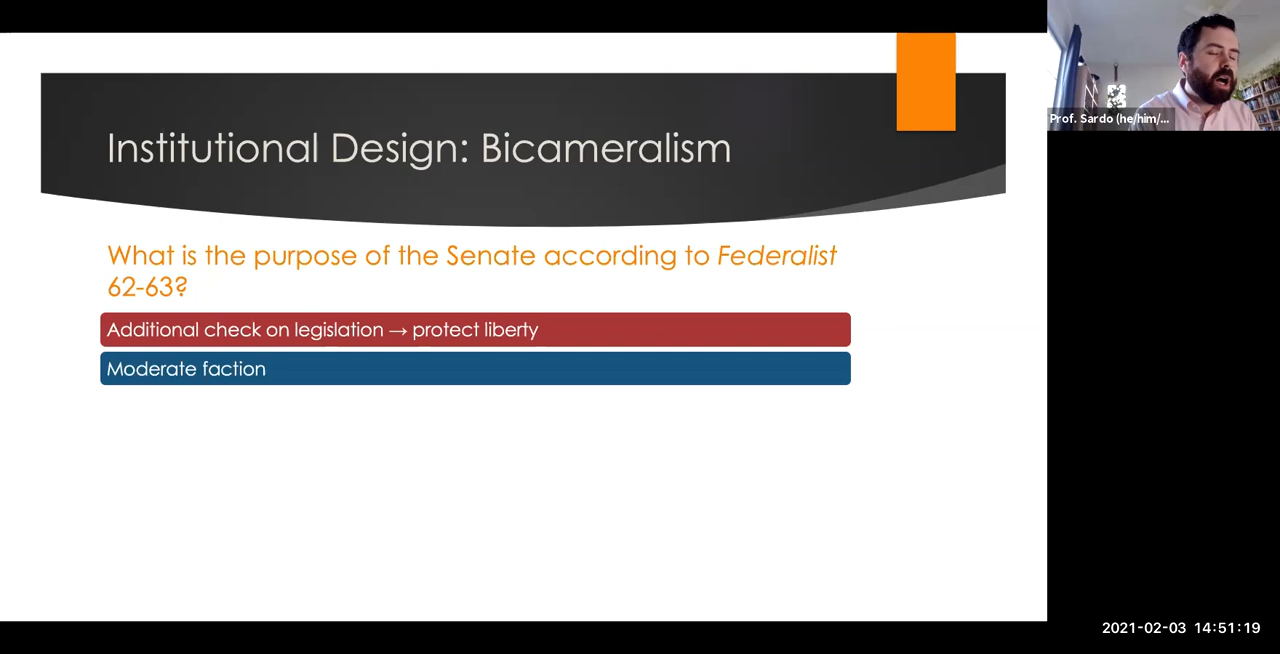 Institutional Design: Bicameralism
What is the purpose of the Senate according to Federalist
62-63?
Additional check on legislation → protect liberty
Moderate faction
Prof. Sardo (he/him/...
2021-02-03 14:51:19